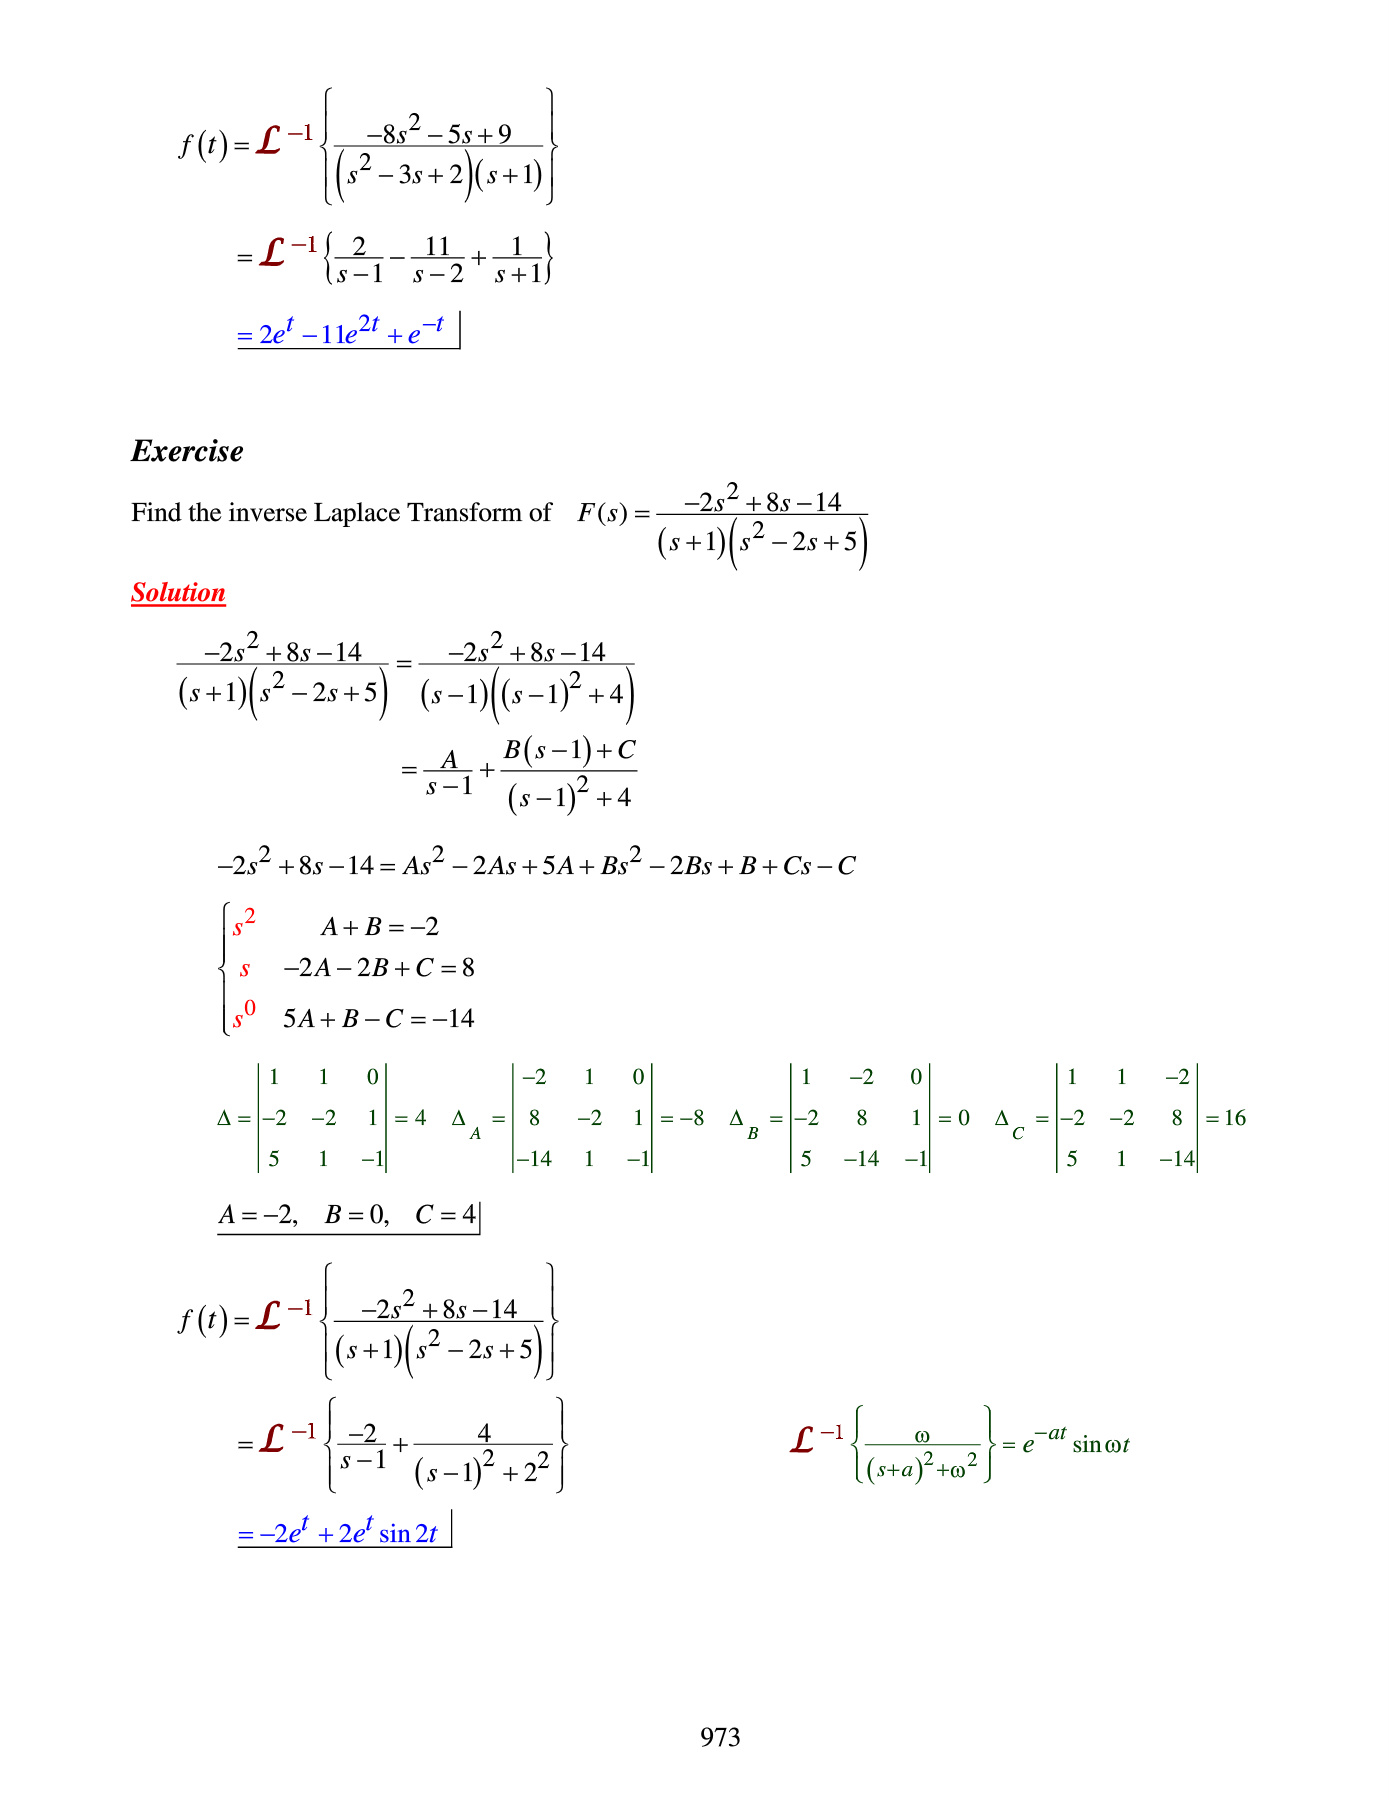 f(t) = ℒ⁻¹{ (−8s² − 5s + 9) / ((s² − 3s + 2)(s + 1)) }
= ℒ⁻¹{ 2/(s − 1) − 11/(s − 2) + 1/(s + 1) }
= 2e^t − 11e^{2t} + e^{−t}
Exercise
Find the inverse Laplace Transform of F(s) = (−2s² + 8s − 14) / ((s + 1)(s² − 2s + 5))
Solution
(−2s² + 8s − 14) / ((s + 1)(s² − 2s + 5)) = (−2s² + 8s − 14) / ((s − 1)((s − 1)² + 4))
= A/(s − 1) + (B(s − 1) + C) / ((s − 1)² + 4)
−2s² + 8s − 14 = As² − 2As + 5A + Bs² − 2Bs + B + Cs − C
s² A + B = −2
s −2A − 2B + C = 8
s⁰ 5A + B − C = −14
Δ = |1 1 0; −2 −2 1; 5 1 −1| = 4 Δ_A = |−2 1 0; 8 −2 1; −14 1 −1| = −8 Δ_B = |1 −2 0; −2 8 1; 5 −14 −1| = 0 Δ_C = |1 1 −2; −2 −2 8; 5 1 −14| = 16
A = −2, B = 0, C = 4
f(t) = ℒ⁻¹{ (−2s² + 8s − 14) / ((s + 1)(s² − 2s + 5)) }
= ℒ⁻¹{ −2/(s − 1) + 4/((s − 1)² + 2²) } ℒ⁻¹{ ω/((s+a)²+ω²) } = e^{−at} sin ωt
= −2e^t + 2e^t sin 2t
973